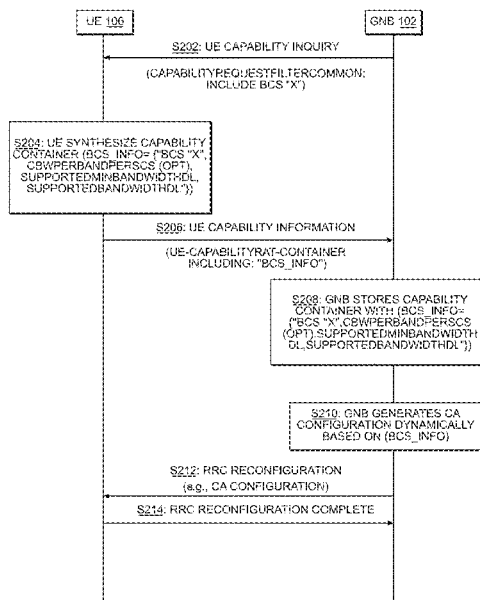 UE 106
GNB 102
S202: UE CAPABILITY INQUIRY
(CAPABILITYREQUESTFILTERCOMMON:
INCLUDE BCS "X")
S204: UE SYNTHESIZE CAPABILITY
CONTAINER (BCS_INFO= {"BCS "X",
CBWPERBANDPERSCS (OPT),
SUPPORTEDMINBANDWIDTHDL,
SUPPORTEDBANDWIDTHDL"})
S206: UE CAPABILITY INFORMATION
(UE-CAPABILITYRAT-CONTAINER
INCLUDING: "BCS_INFO")
S208: GNB STORES CAPABILITY
CONTAINER WITH (BCS_INFO=
{"BCS "X",CBWPERBANDPERSCS
(OPT),SUPPORTEDMINBANDWIDTH
DL,SUPPORTEDBANDWIDTHDL"})
S210: GNB GENERATES CA
CONFIGURATION DYNAMICALLY
BASED ON (BCS_INFO)
S212: RRC RECONFIGURATION
(e.g., CA CONFIGURATION)
S214: RRC RECONFIGURATION COMPLETE